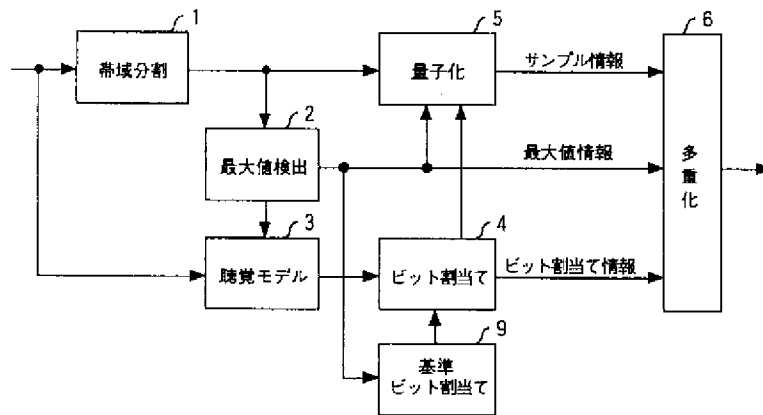 1
帯域分割
5
量子化
サンプル情報
6
多重化
2
最大値検出
最大値情報
3
聴覚モデル
4
ビット割当て
ビット割当て情報
9
基準
ビット割当て